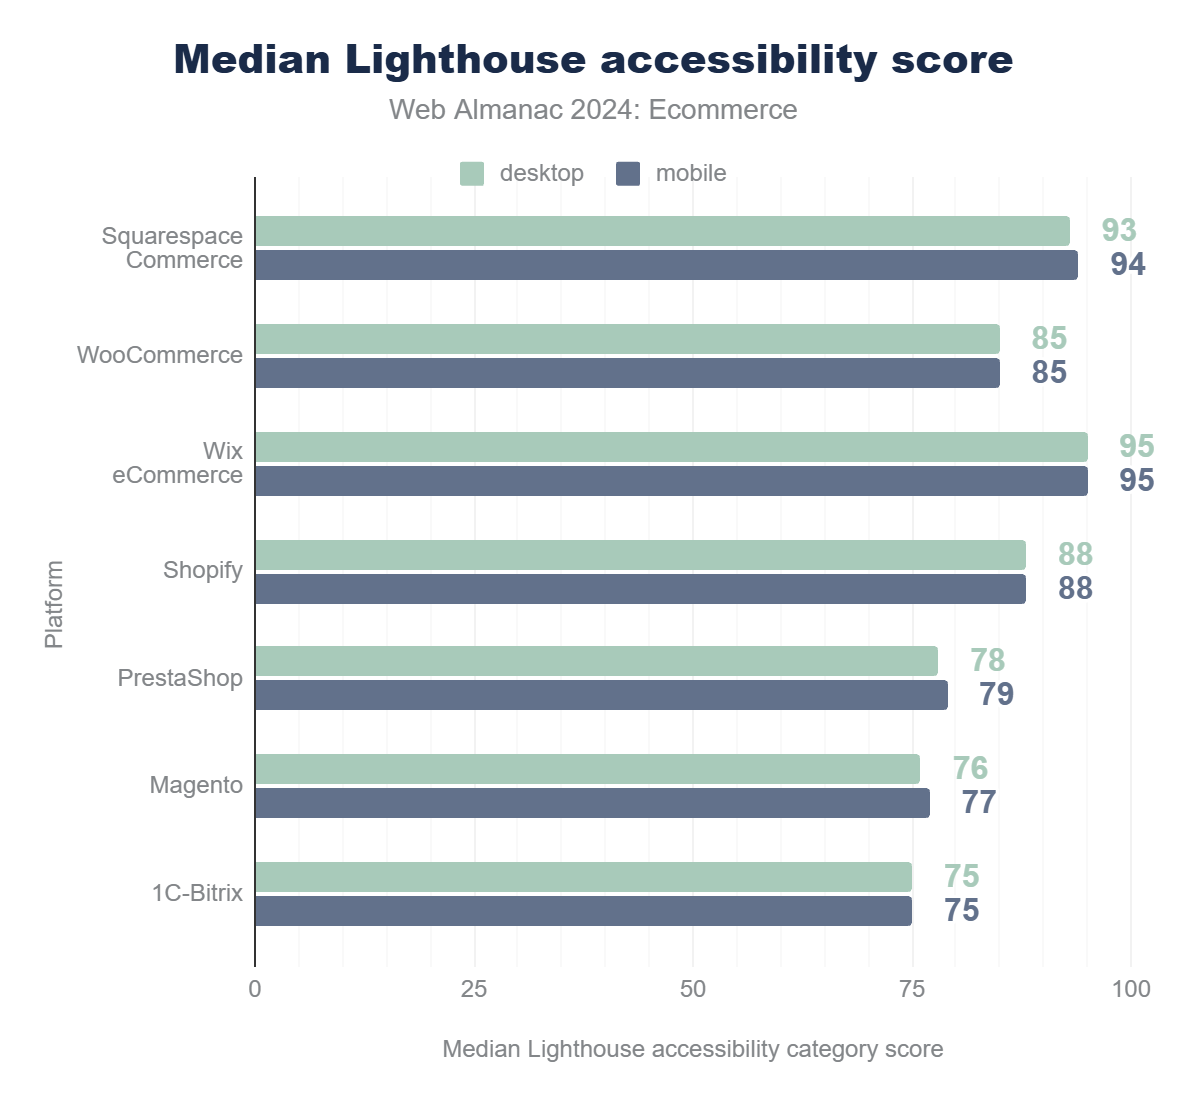 Median Lighthouse accessibility score
Web Almanac 2024: Ecommerce
desktop
mobile
Squarespace
Commerce
93
94
WooCommerce
85
85
Wix
eCommerce
95
95
Shopify
88
88
PrestaShop
78
79
Magento
76
77
1C-Bitrix
75
75
Platform
0
25
50
75
100
Median Lighthouse accessibility category score